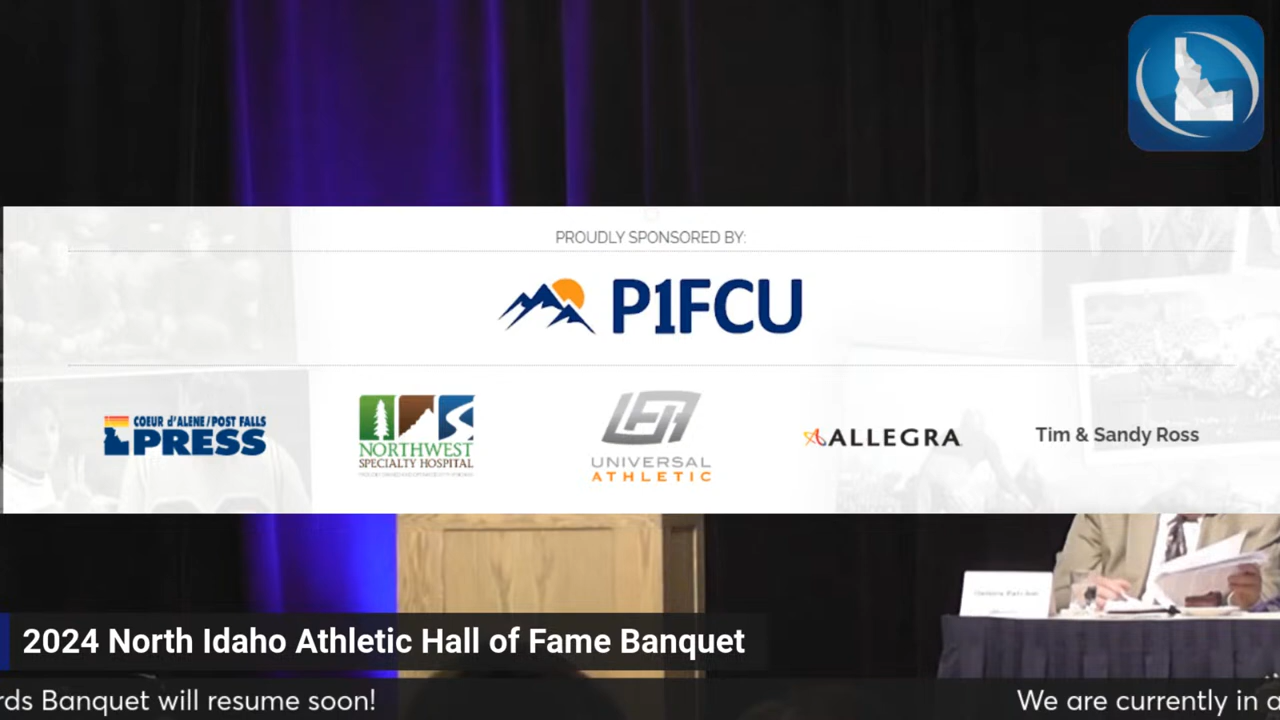 PROUDLY SPONSORED BY:
P1FCU
COEUR d'ALENE/POST FALLS
PRESS
NORTHWEST
SPECIALTY HOSPITAL
UNIVERSAL
ATHLETIC
ALLEGRA
Tim & Sandy Ross
2024 North Idaho Athletic Hall of Fame Banquet
rds Banquet will resume soon!
We are currently in a